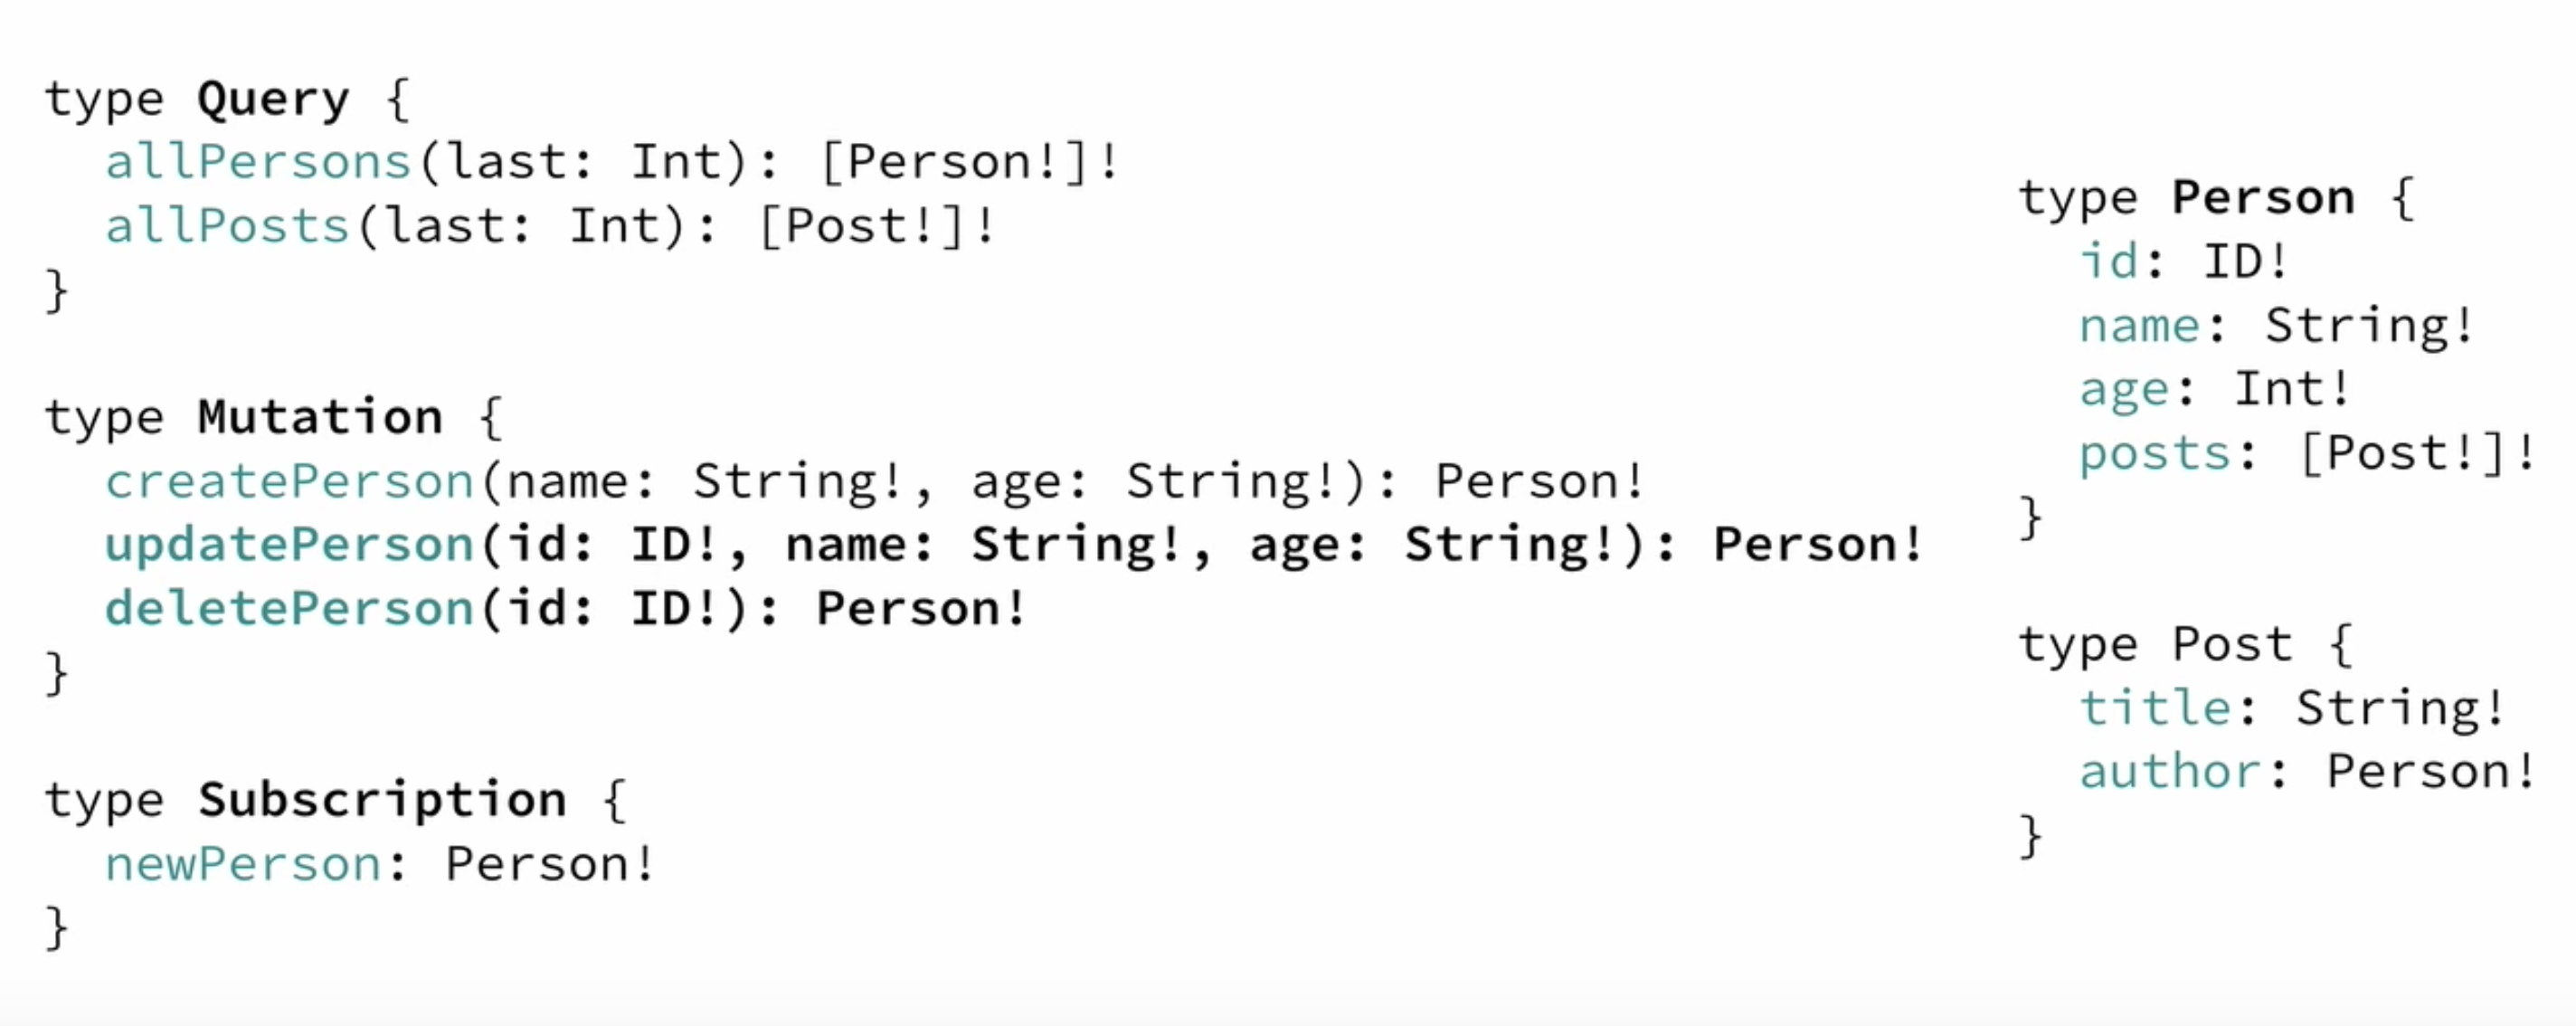 type Query {
  allPersons(last: Int): [Person!]!
  allPosts(last: Int): [Post!]!
}
type Mutation {
  createPerson(name: String!, age: String!): Person!
  updatePerson(id: ID!, name: String!, age: String!): Person!
  deletePerson(id: ID!): Person!
}
type Subscription {
  newPerson: Person!
}
type Person {
  id: ID!
  name: String!
  age: Int!
  posts: [Post!]!
}
type Post {
  title: String!
  author: Person!
}